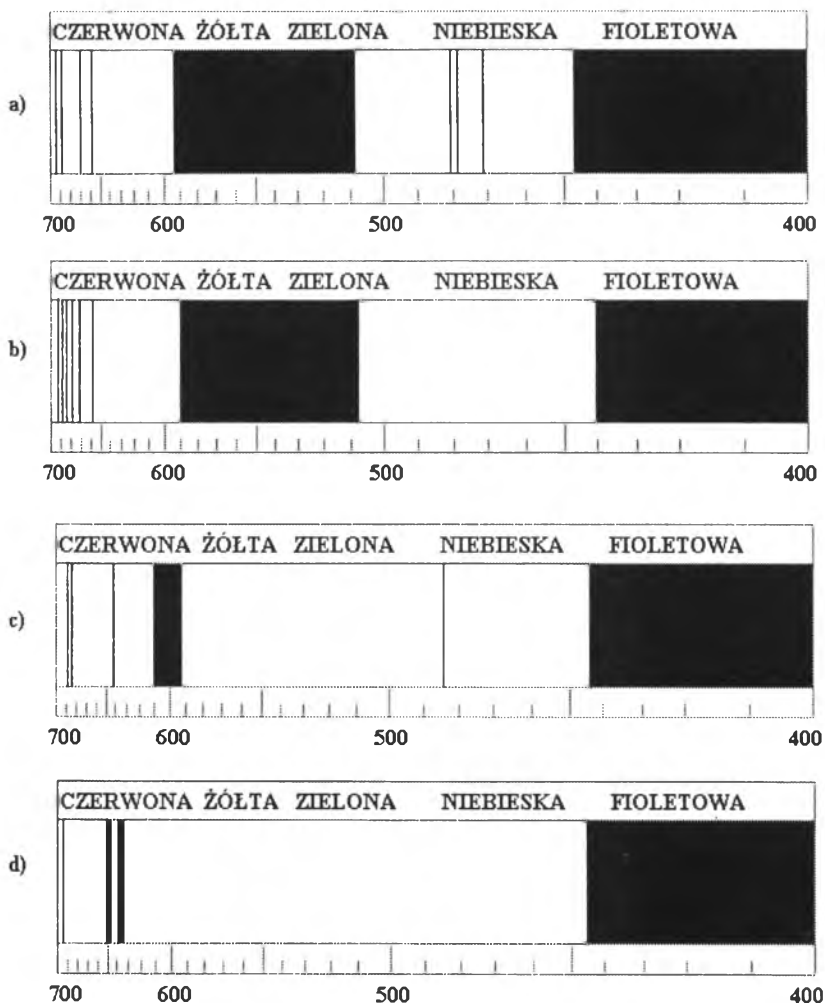 CZERWONA ŻÓŁTA ZIELONA NIEBIESKA FIOLETOWA
a)
700 600 500 400
CZERWONA ŻÓŁTA ZIELONA NIEBIESKA FIOLETOWA
b)
700 600 500 400
CZERWONA ŻÓŁTA ZIELONA NIEBIESKA FIOLETOWA
c)
700 600 500 400
CZERWONA ŻÓŁTA ZIELONA NIEBIESKA FIOLETOWA
d)
700 600 500 400